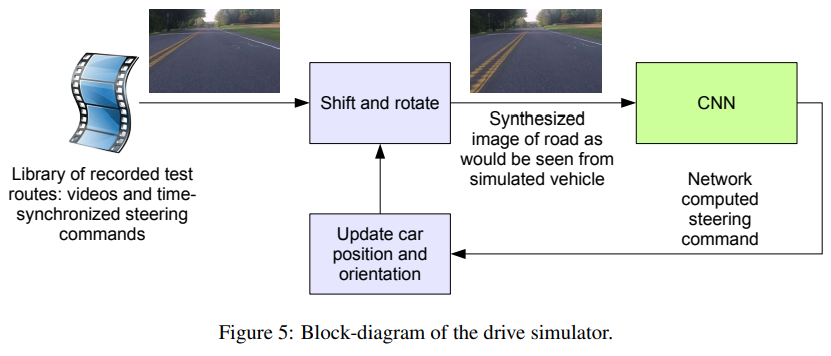 Shift and rotate
CNN
Synthesized
image of road as
would be seen from
simulated vehicle
Library of recorded test
routes: videos and time-
synchronized steering
commands
Network
computed
steering
command
Update car
position and
orientation
Figure 5: Block-diagram of the drive simulator.